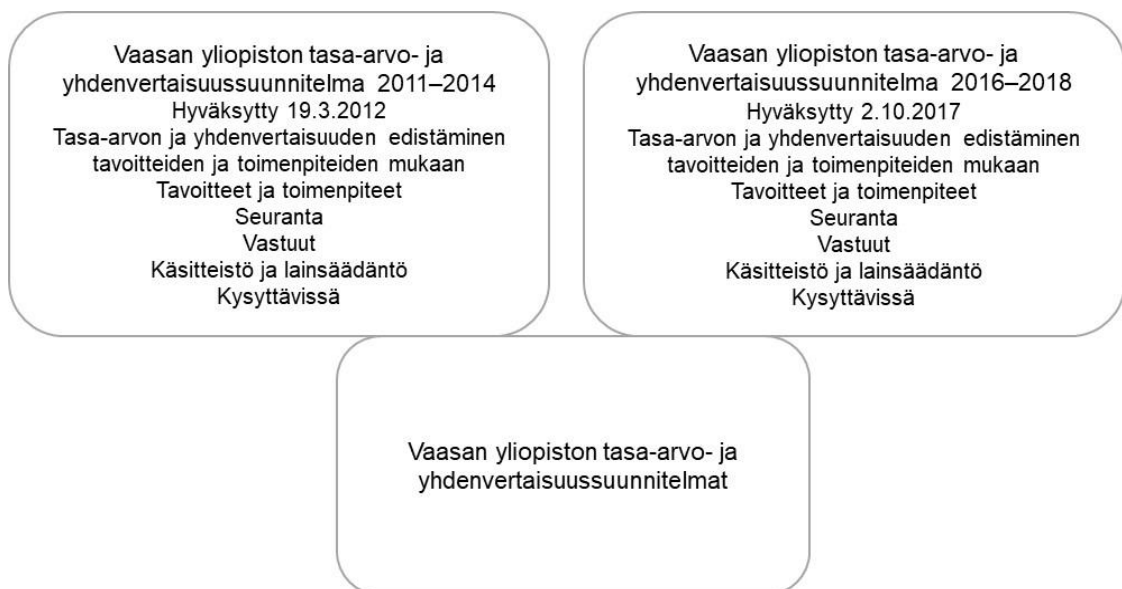 Vaasan yliopiston tasa-arvo- ja
yhdenvertaisuussuunnitelma 2011–2014
Hyväksytty 19.3.2012
Tasa-arvon ja yhdenvertaisuuden edistäminen
tavoitteiden ja toimenpiteiden mukaan
Tavoitteet ja toimenpiteet
Seuranta
Vastuut
Käsitteistö ja lainsäädäntö
Kysyttävissä
Vaasan yliopiston tasa-arvo- ja
yhdenvertaisuussuunnitelma 2016–2018
Hyväksytty 2.10.2017
Tasa-arvon ja yhdenvertaisuuden edistäminen
tavoitteiden ja toimenpiteiden mukaan
Tavoitteet ja toimenpiteet
Seuranta
Vastuut
Käsitteistö ja lainsäädäntö
Kysyttävissä
Vaasan yliopiston tasa-arvo- ja
yhdenvertaisuussuunnitelmat